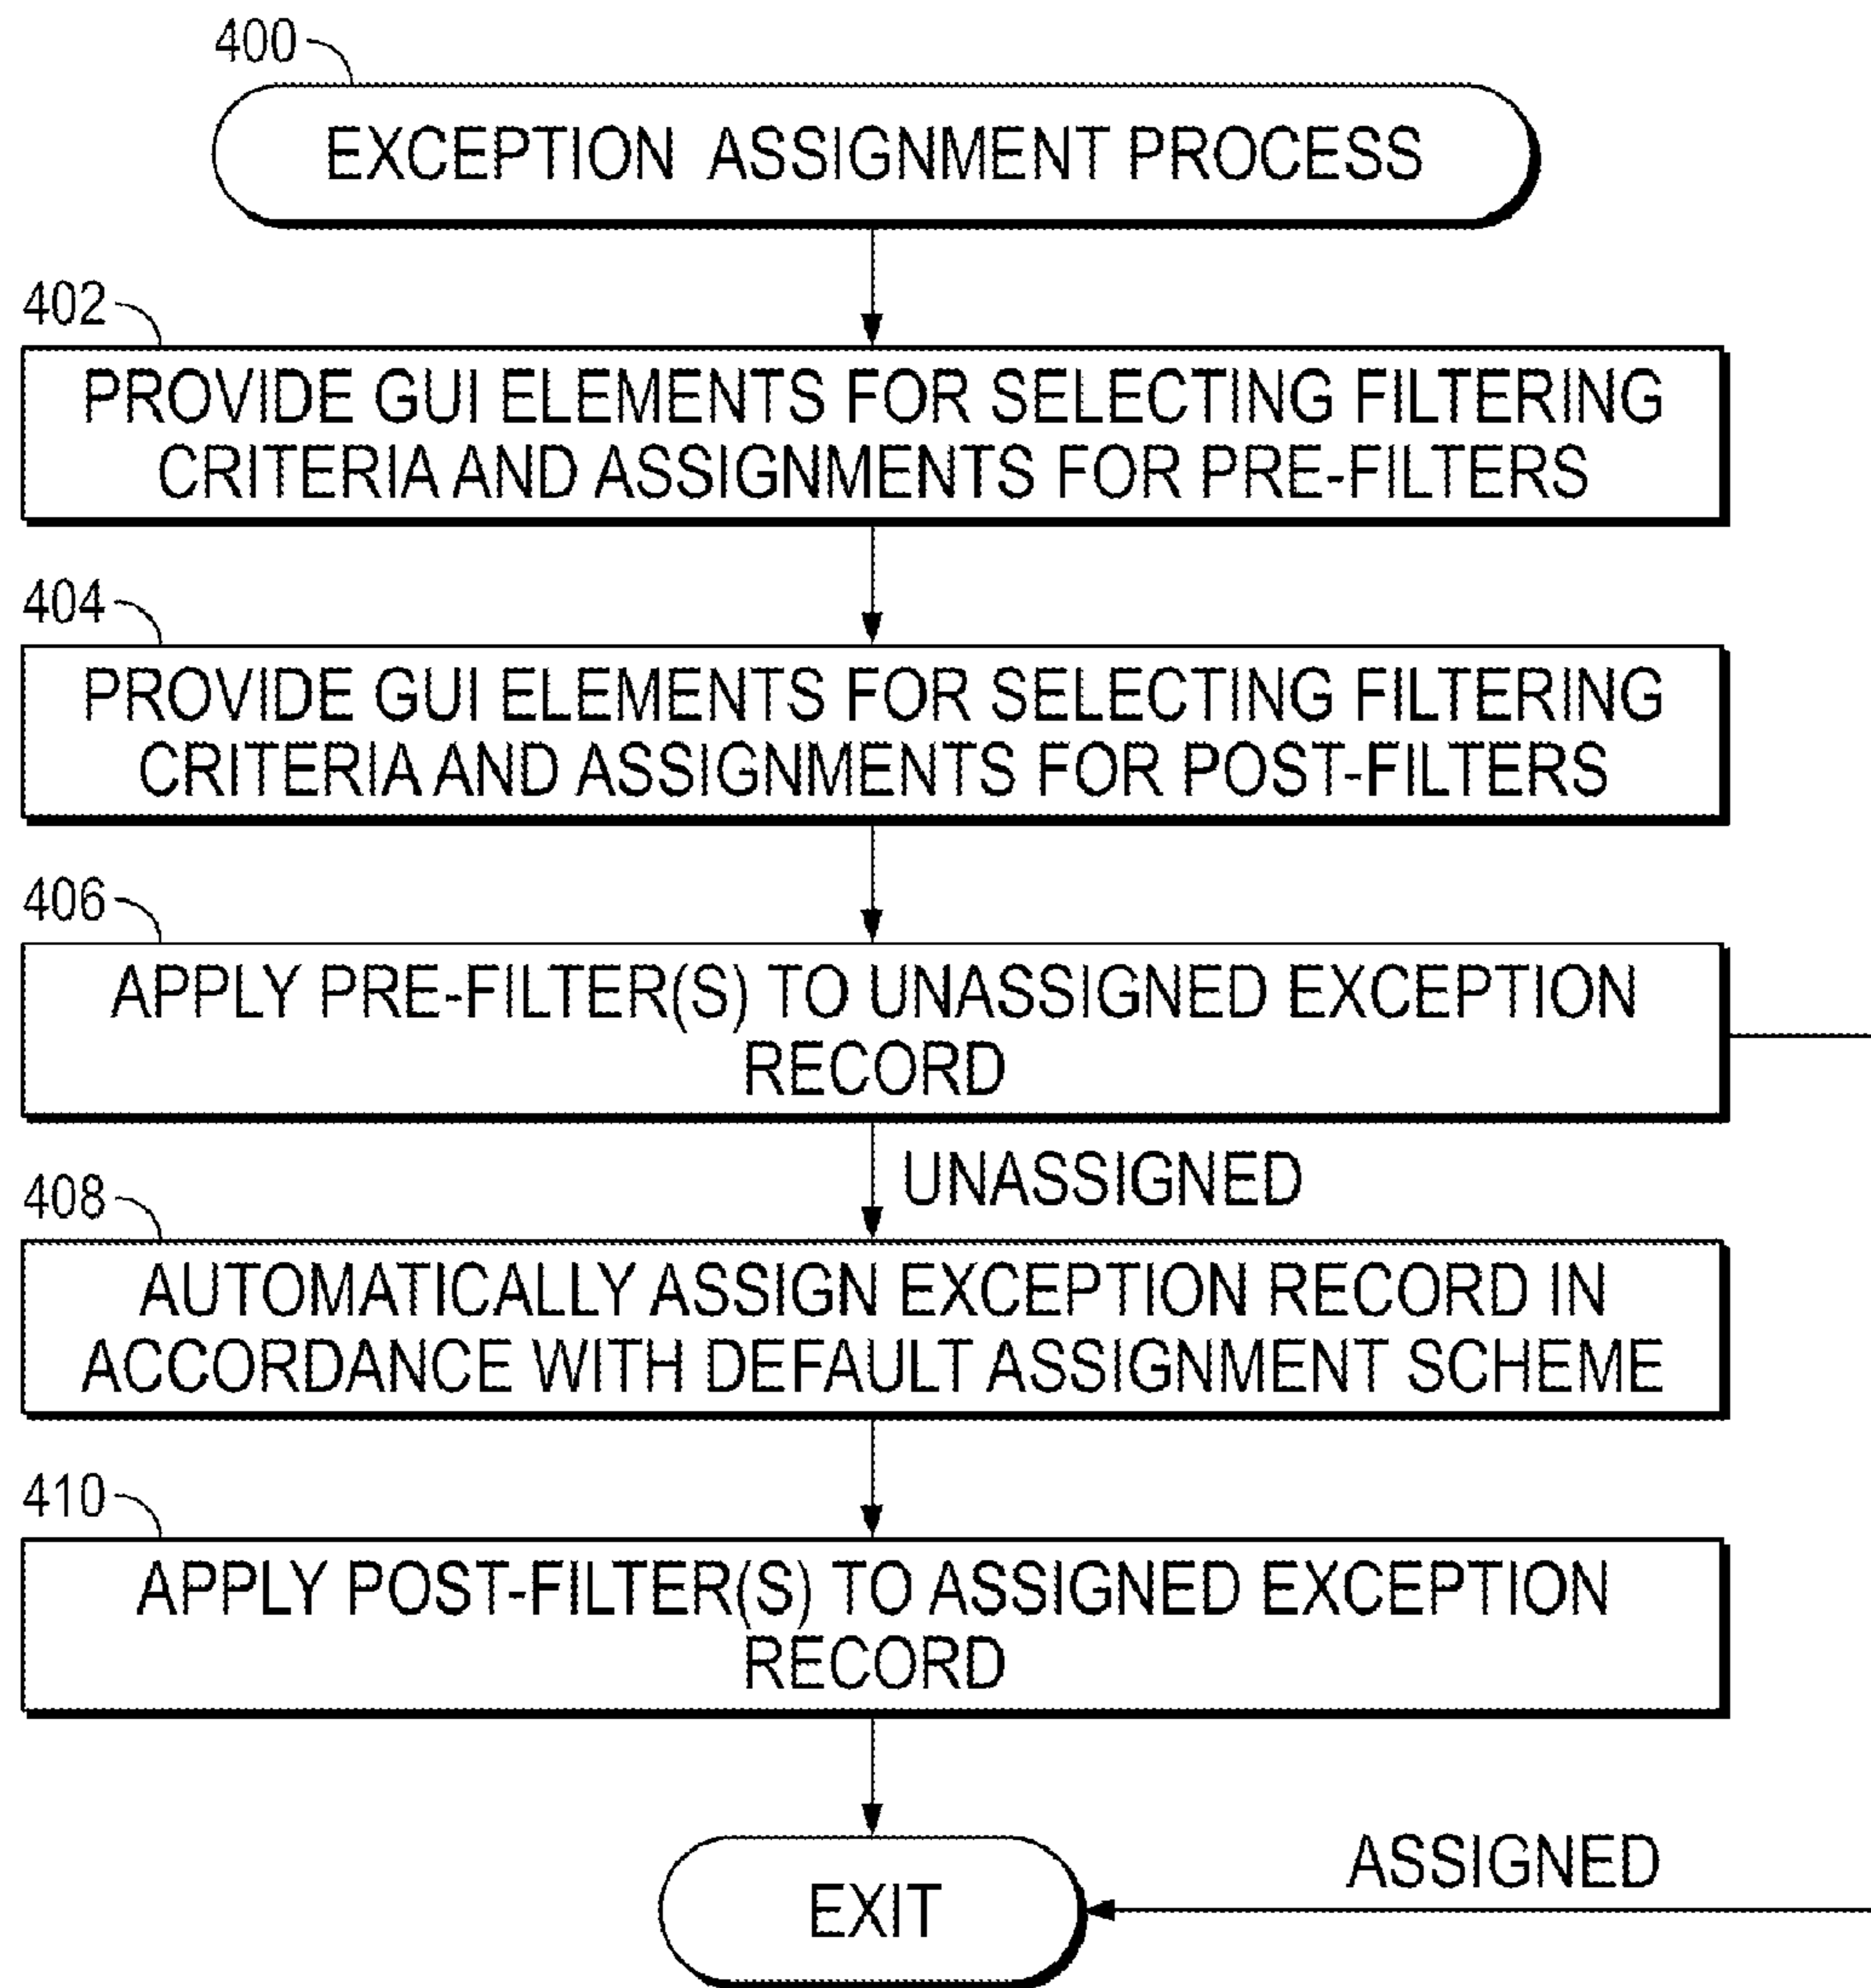 400
EXCEPTION ASSIGNMENT PROCESS
402
PROVIDE GUI ELEMENTS FOR SELECTING FILTERING
CRITERIA AND ASSIGNMENTS FOR PRE-FILTERS
404
PROVIDE GUI ELEMENTS FOR SELECTING FILTERING
CRITERIA AND ASSIGNMENTS FOR POST-FILTERS
406
APPLY PRE-FILTER(S) TO UNASSIGNED EXCEPTION
RECORD
UNASSIGNED
408
AUTOMATICALLY ASSIGN EXCEPTION RECORD IN
ACCORDANCE WITH DEFAULT ASSIGNMENT SCHEME
410
APPLY POST-FILTER(S) TO ASSIGNED EXCEPTION
RECORD
ASSIGNED
EXIT